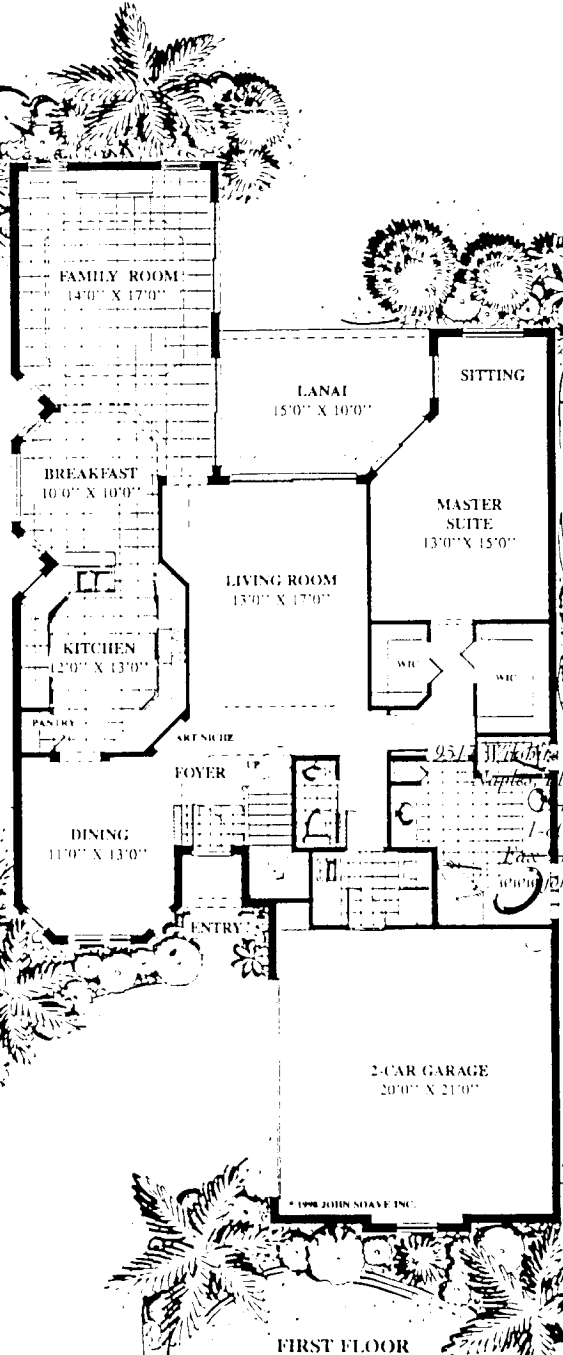 FAMILY ROOM
14'0" X 17'0"
LANAI
15'0" X 10'0"
SITTING
BREAKFAST
10'0" X 10'0"
MASTER
SUITE
13'0" X 15'0"
LIVING ROOM
13'0" X 17'0"
KITCHEN
12'0" X 13'0"
WIC
WIC
PANTRY
ART NICHE
FOYER
UP
Naples,
DINING
11'0" X 13'0"
Fax
ENTRY
2-CAR GARAGE
20'0" X 21'0"
© 1998 JOHN SOAVE INC.
FIRST FLOOR